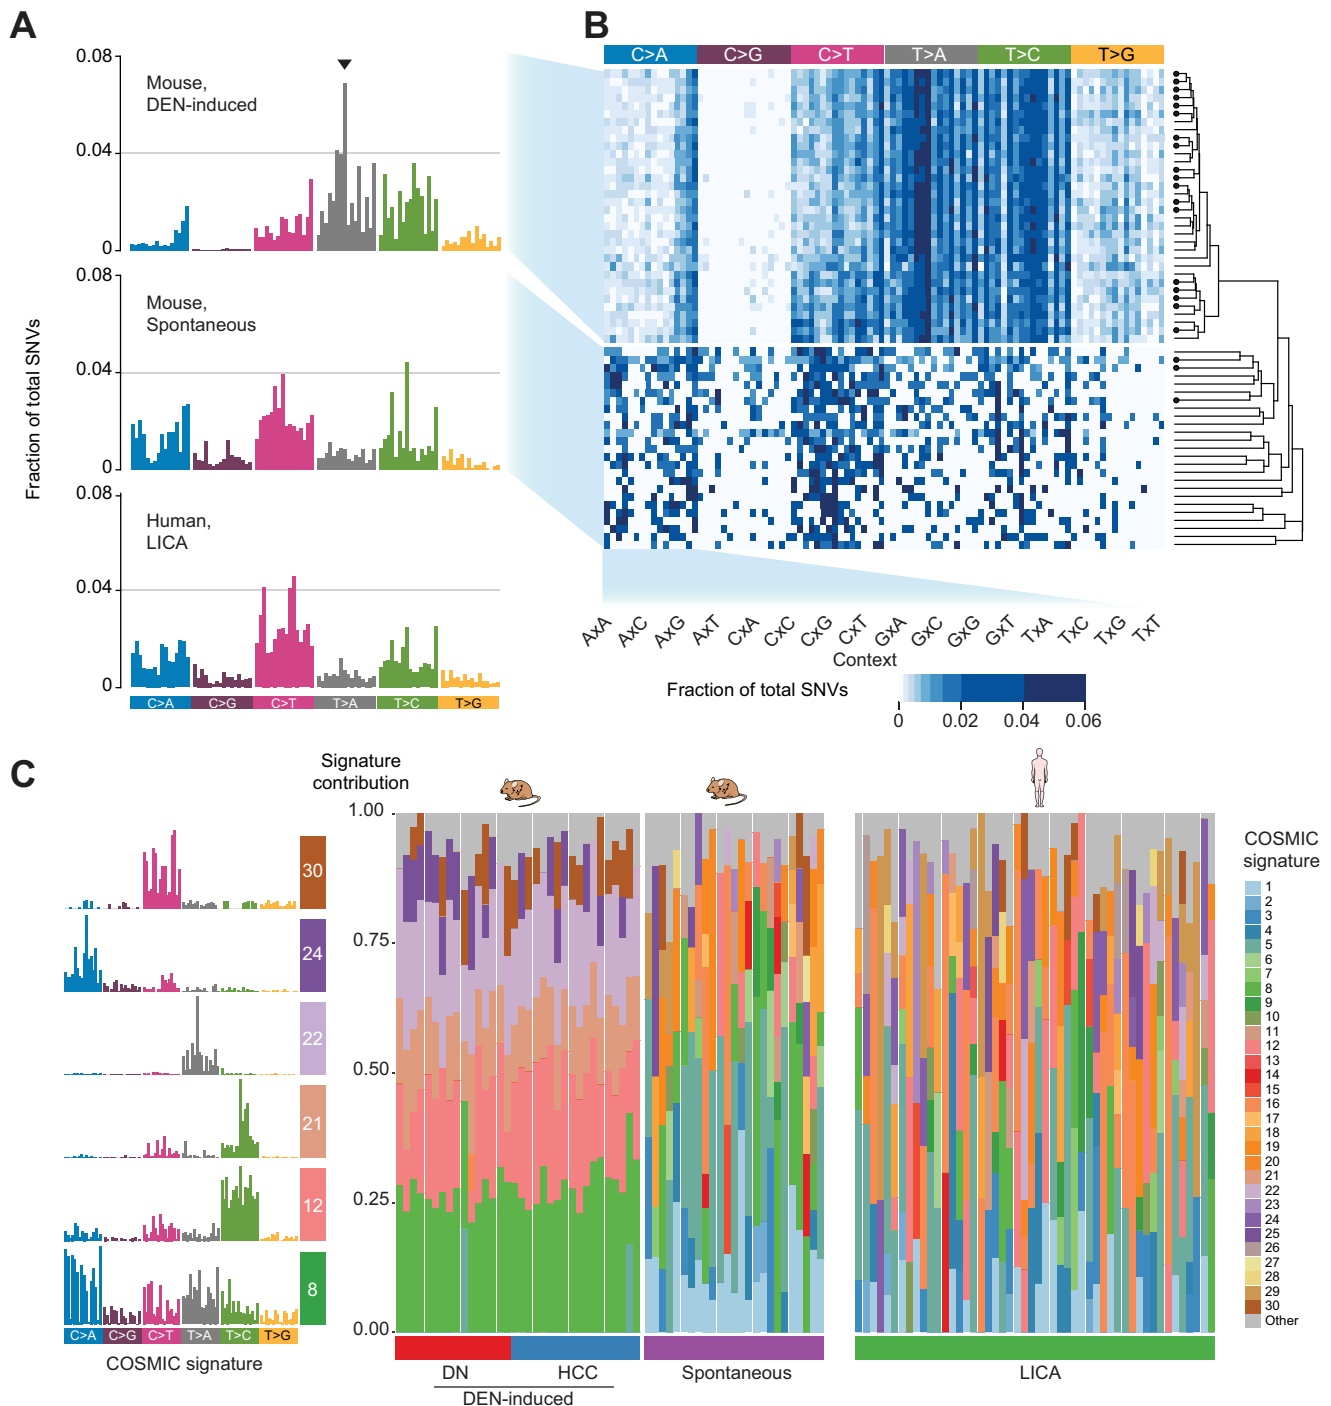 A
Fraction of total SNVs
0.08
0.04
0
Mouse,
DEN-induced
0.08
0.04
0
Mouse,
Spontaneous
0.08
0.04
0
Human,
LICA
C>A C>G C>T T>A T>C T>G
B
C>A C>G C>T T>A T>C T>G
AxA AxC AxG AxT CxA CxC CxG CxT GxA GxC GxG GxT TxA TxC TxG TxT
Context
Fraction of total SNVs
0 0.02 0.04 0.06
C
30
24
22
21
12
8
C>A C>G C>T T>A T>C T>G
COSMIC signature
Signature
contribution
1.00
0.75
0.50
0.25
0.00
DN HCC Spontaneous LICA
DEN-induced
COSMIC
signature
1
2
3
4
5
6
7
8
9
10
11
12
13
14
15
16
17
18
19
20
21
22
23
24
25
26
27
28
29
30
Other